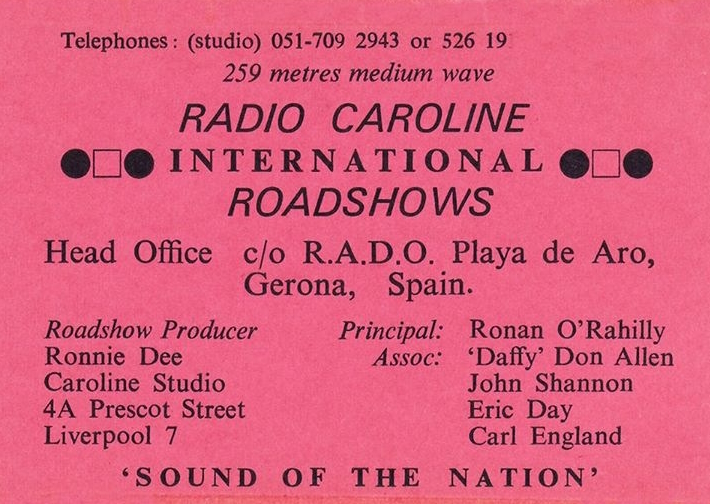 Telephones : (studio) 051-709 2943 or 526 19
259 metres medium wave
RADIO CAROLINE
INTERNATIONAL
ROADSHOWS
Head Office c/o R.A.D.O. Playa de Aro,
Gerona, Spain.
Roadshow Producer
Ronnie Dee
Caroline Studio
4A Prescot Street
Liverpool 7
Principal: Ronan O'Rahilly
Assoc: 'Daffy' Don Allen
John Shannon
Eric Day
Carl England
'SOUND OF THE NATION'